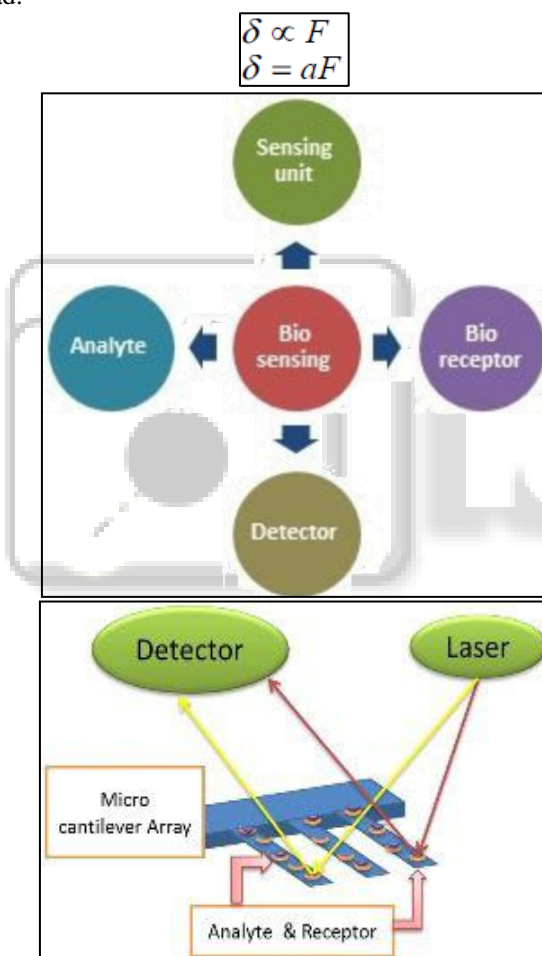 δ ∝ F
δ = aF
Sensing
unit
Analyte
Bio
sensing
Bio
receptor
Detector
Detector
Laser
Micro
cantilever Array
Analyte & Receptor